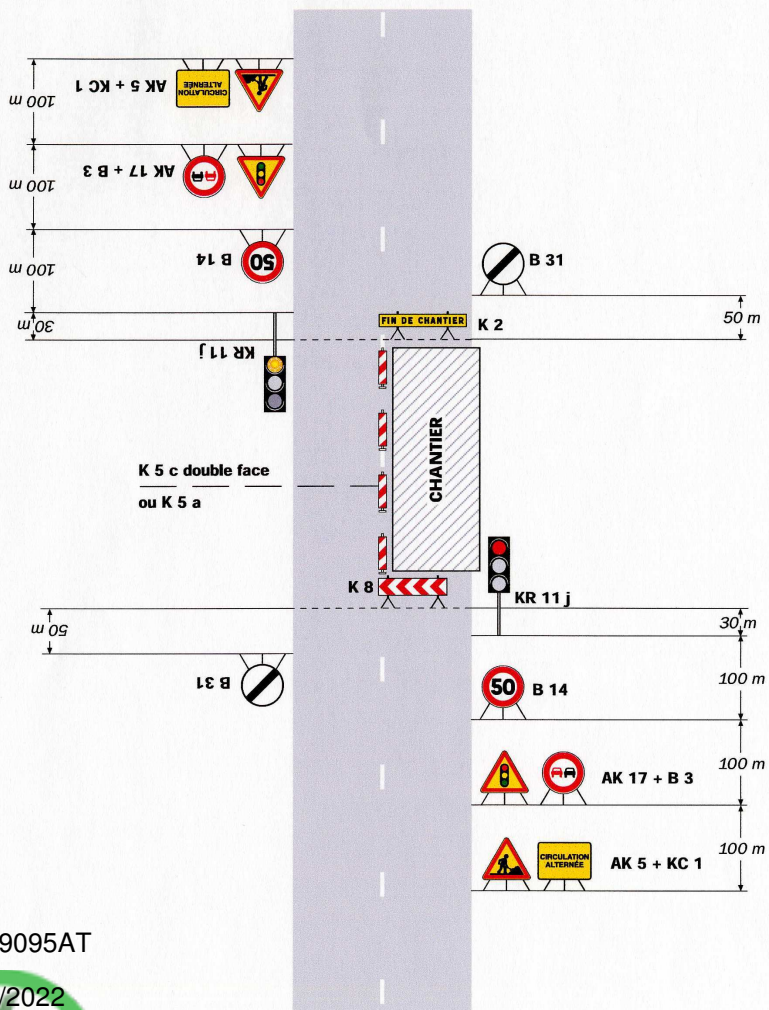 AK 5 + KC 1
CIRCULATION
ALTERNÉE
100 m
AK 17 + B 3
100 m
B 14
50
100 m
B 31
30 m
KR 11 j
FIN DE CHANTIER
K 2
50 m
CHANTIER
K 5 c double face
ou K 5 a
K 8
KR 11 j
30 m
50 m
B 31
50
B 14
100 m
AK 17 + B 3
100 m
CIRCULATION
ALTERNÉE
AK 5 + KC 1
100 m
9095AT
/2022